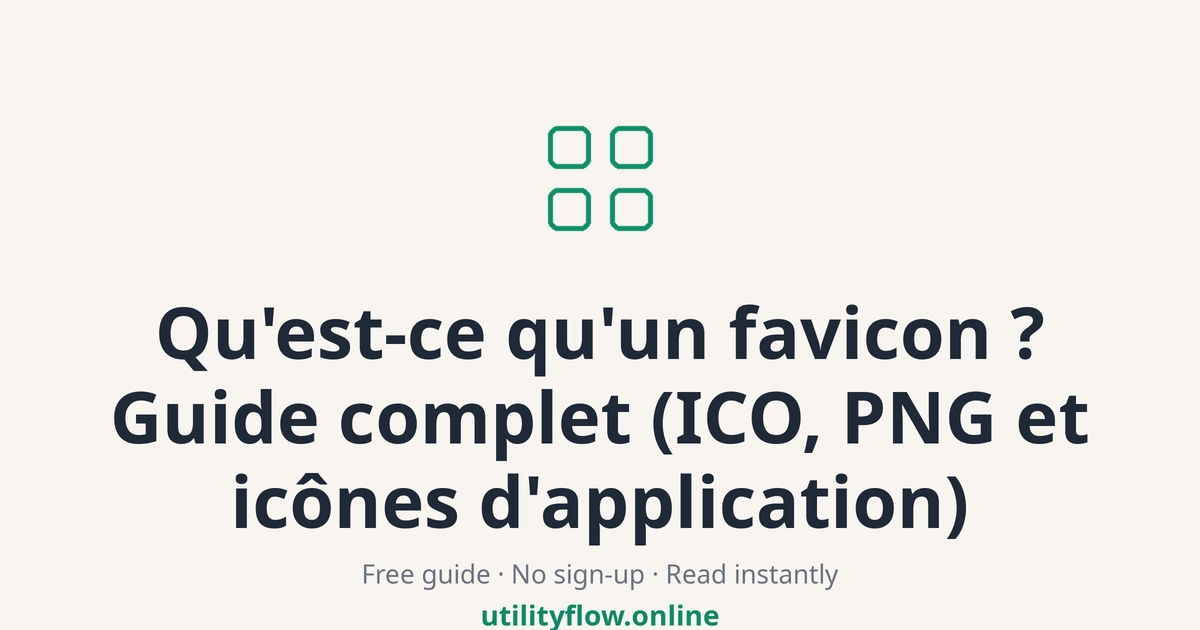 Qu'est-ce qu'un favicon ?
Guide complet (ICO, PNG et
icônes d'application)
Free guide · No sign-up · Read instantly
utilityflow.online